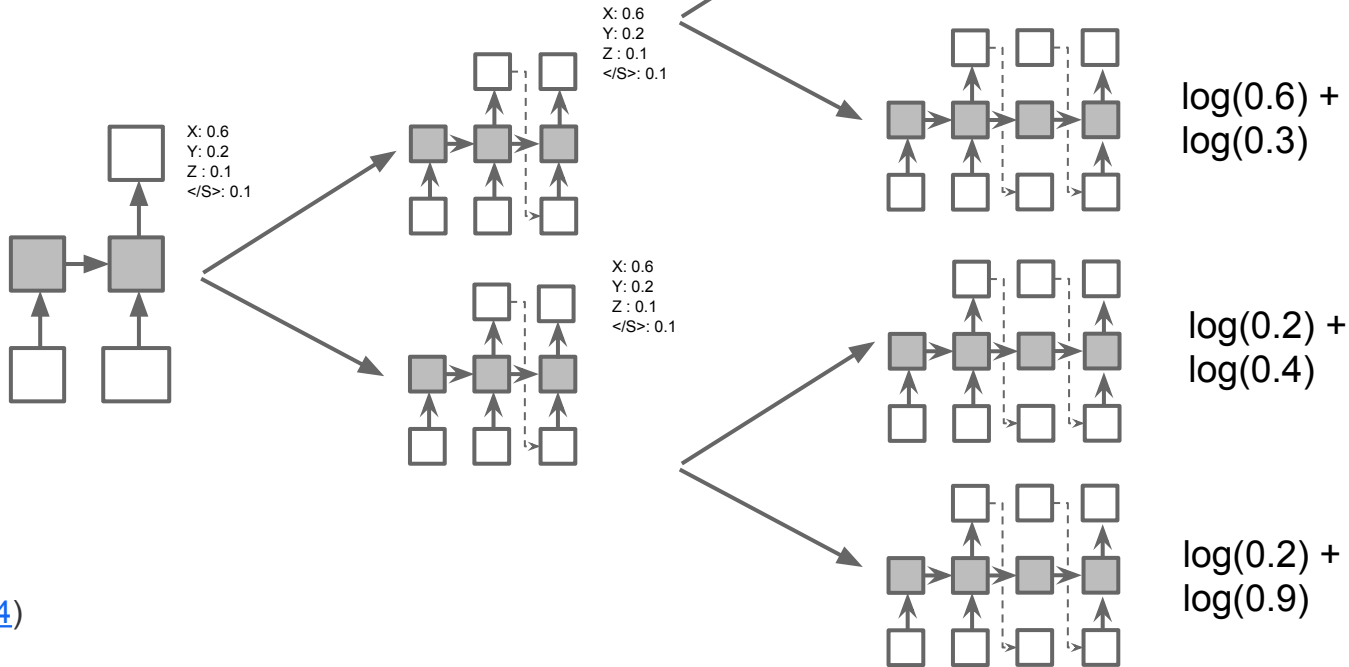 X: 0.6
Y: 0.2
Z : 0.1
</S>: 0.1
X: 0.6
Y: 0.2
Z : 0.1
</S>: 0.1
log(0.6) +
log(0.3)
X: 0.6
Y: 0.2
Z : 0.1
</S>: 0.1
log(0.2) +
log(0.4)
log(0.2) +
log(0.9)
4)